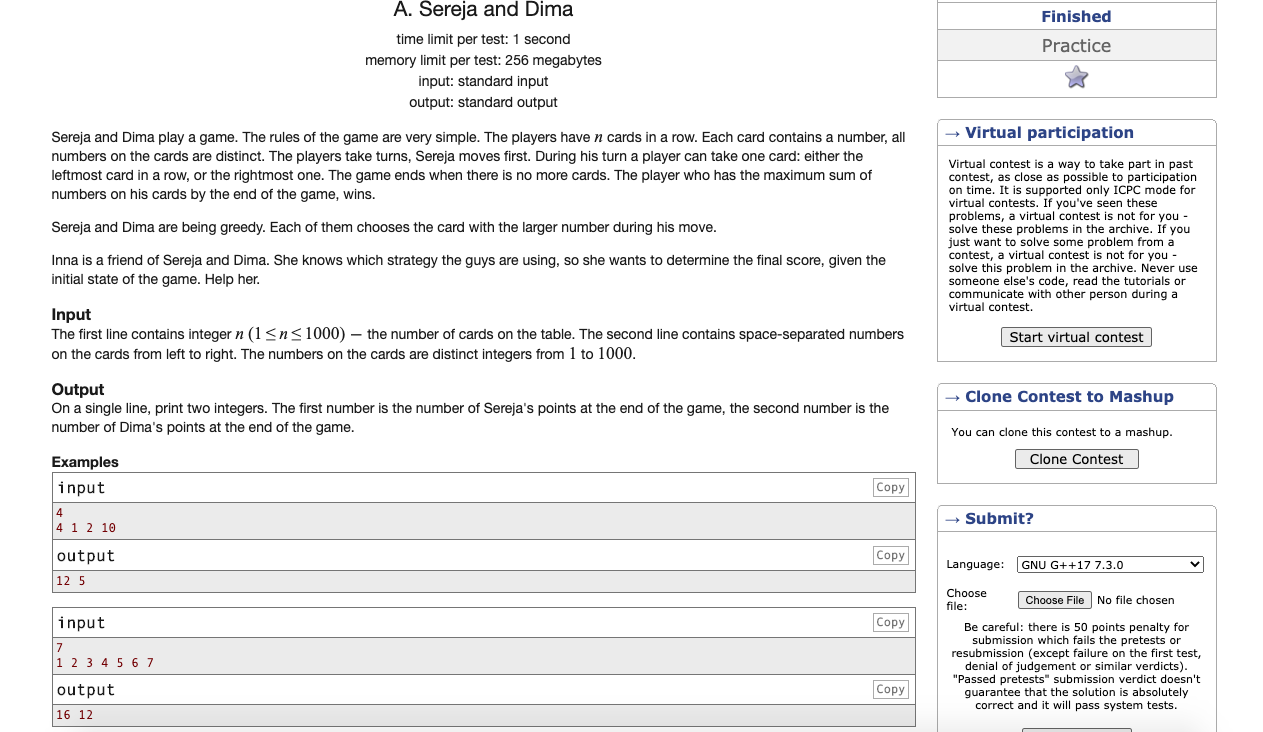 A. Sereja and Dima
time limit per test: 1 second
memory limit per test: 256 megabytes
input: standard input
output: standard output
Sereja and Dima play a game. The rules of the game are very simple. The players have n cards in a row. Each card contains a number, all
numbers on the cards are distinct. The players take turns, Sereja moves first. During his turn a player can take one card: either the
leftmost card in a row, or the rightmost one. The game ends when there is no more cards. The player who has the maximum sum of
numbers on his cards by the end of the game, wins.
Sereja and Dima are being greedy. Each of them chooses the card with the larger number during his move.
Inna is a friend of Sereja and Dima. She knows which strategy the guys are using, so she wants to determine the final score, given the
initial state of the game. Help her.
Input
The first line contains integer n (1 ≤ n ≤ 1000) — the number of cards on the table. The second line contains space-separated numbers
on the cards from left to right. The numbers on the cards are distinct integers from 1 to 1000.
Output
On a single line, print two integers. The first number is the number of Sereja's points at the end of the game, the second number is the
number of Dima's points at the end of the game.
Examples
input
Copy
4
4 1 2 10
output
Copy
12 5
input
Copy
7
1 2 3 4 5 6 7
output
Copy
16 12
Finished
Practice
→ Virtual participation
Virtual contest is a way to take part in past
contest, as close as possible to participation
on time. It is supported only ICPC mode for
virtual contests. If you've seen these
problems, a virtual contest is not for you -
solve these problems in the archive. If you
just want to solve some problem from a
contest, a virtual contest is not for you -
solve this problem in the archive. Never use
someone else's code, read the tutorials or
communicate with other person during a
virtual contest.
Start virtual contest
→ Clone Contest to Mashup
You can clone this contest to a mashup.
Clone Contest
→ Submit?
Language: GNU G++17 7.3.0
Choose
file:
Choose File No file chosen
Be careful: there is 50 points penalty for
submission which fails the pretests or
resubmission (except failure on the first test,
denial of judgement or similar verdicts).
"Passed pretests" submission verdict doesn't
guarantee that the solution is absolutely
correct and it will pass system tests.